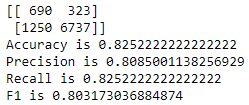 [[ 690  323]
 [1250 6737]]
Accuracy is 0.8252222222222222
Precision is 0.8085001138256929
Recall is 0.8252222222222222
F1 is 0.803173036884874